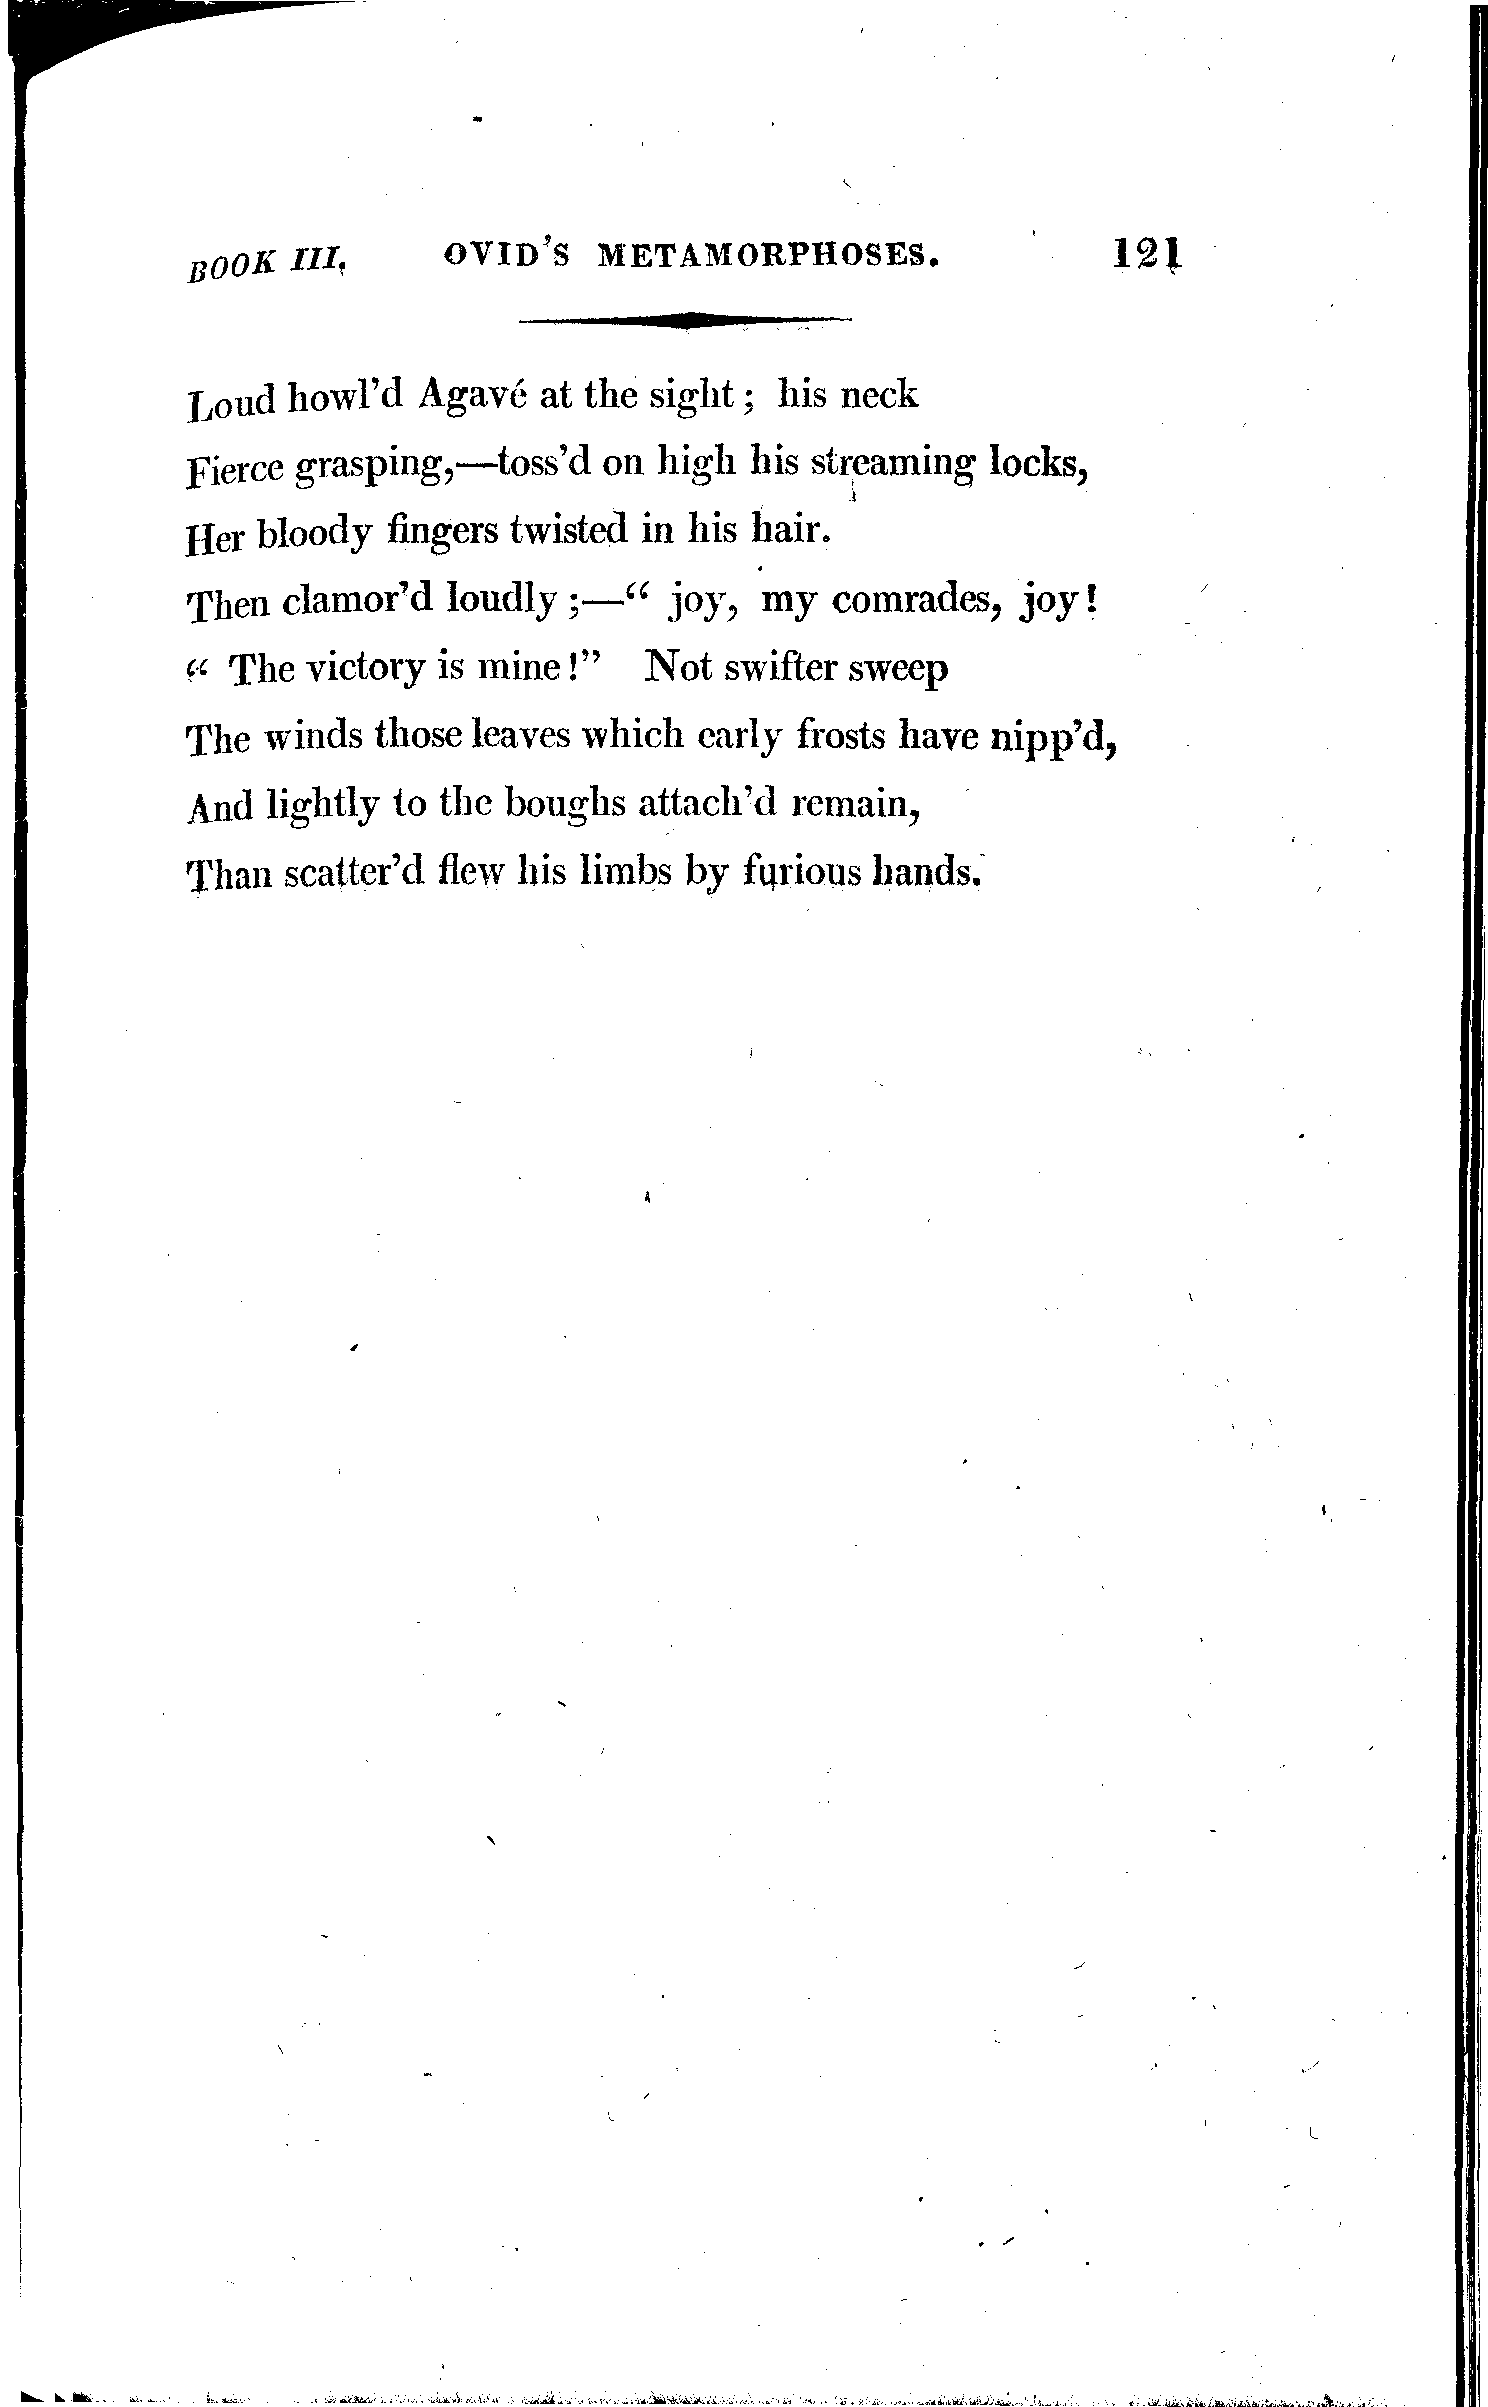 BOOK III. OVID'S METAMORPHOSES. 121
Loud howl'd Agavé at the sight; his neck
Fierce grasping,—toss'd on high his streaming locks,
Her bloody fingers twisted in his hair.
Then clamor'd loudly;—“ joy, my comrades, joy!
“ The victory is mine!” Not swifter sweep
The winds those leaves which early frosts have nipp'd,
And lightly to the boughs attach'd remain,
Than scatter'd flew his limbs by furious hands.